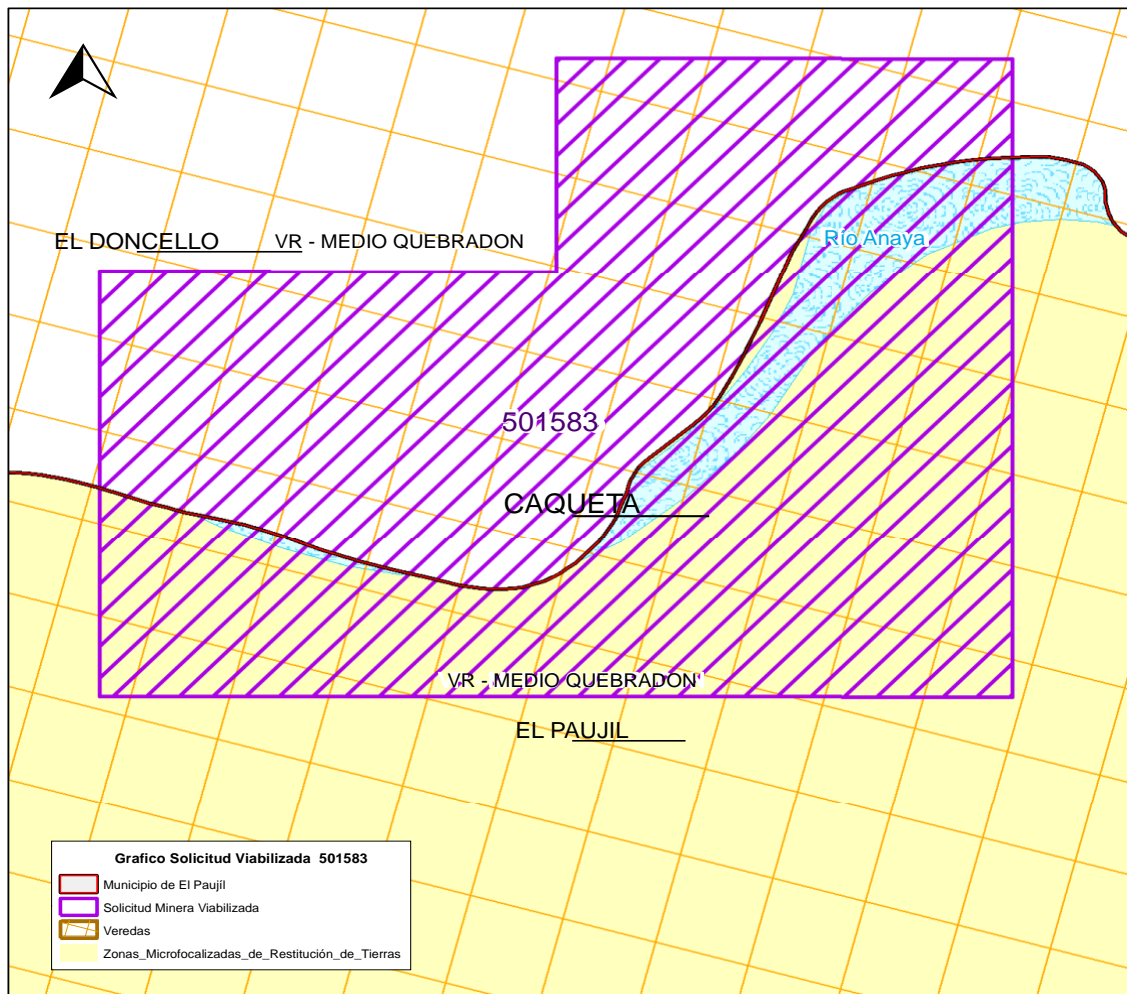 Río Anaya
EL DONCELLO
VR - MEDIO QUEBRADON
501583
CAQUETA
VR - MEDIO QUEBRADON
EL PAUJIL
Grafico Solicitud Viabilizada 501583
Municipio de El Paujíl
Solicitud Minera Viabilizada
Veredas
Zonas_Microfocalizadas_de_Restitución_de_Tierras